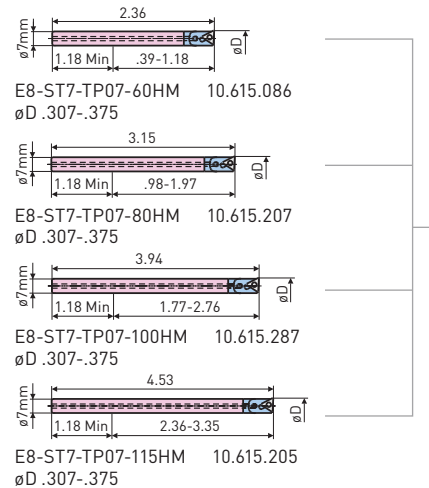 2.36
ø7mm
øD
1.18 Min .39-1.18
E8-ST7-TP07-60HM 10.615.086
øD .307-.375
3.15
ø7mm
øD
1.18 Min .98-1.97
E8-ST7-TP07-80HM 10.615.207
øD .307-.375
3.94
ø7mm
øD
1.18 Min 1.77-2.76
E8-ST7-TP07-100HM 10.615.287
øD .307-.375
4.53
ø7mm
øD
1.18 Min 2.36-3.35
E8-ST7-TP07-115HM 10.615.205
øD .307-.375